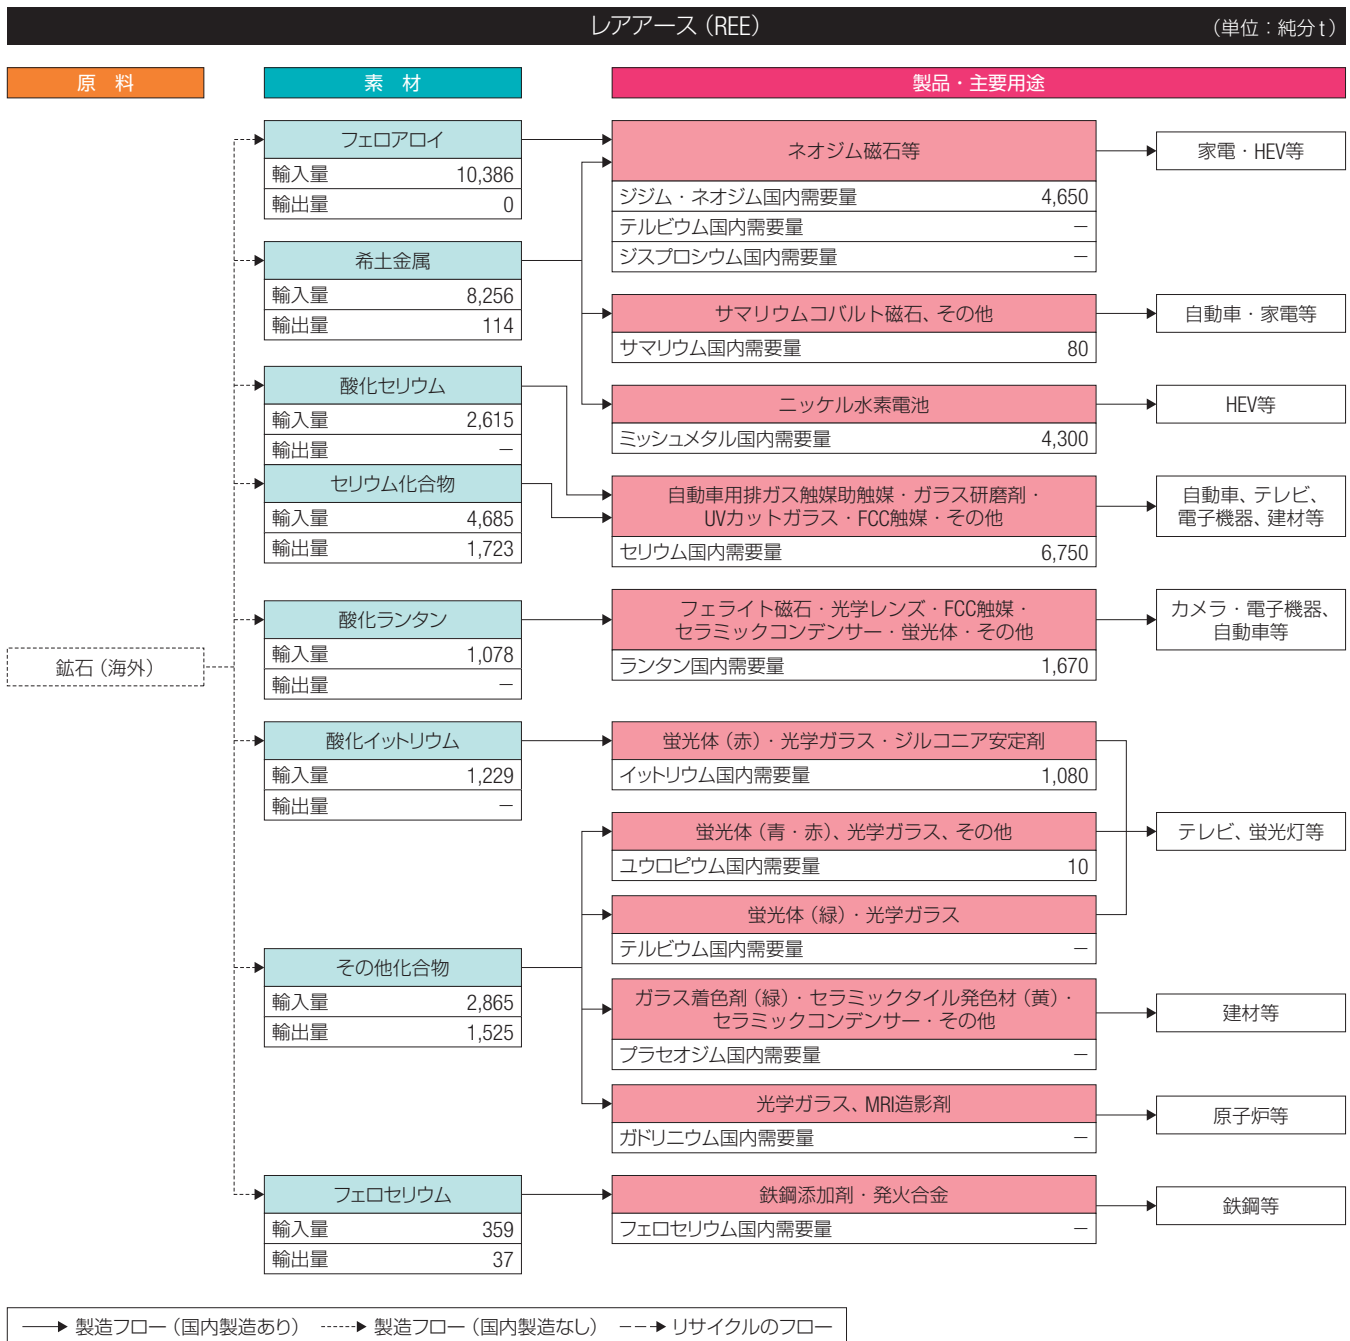 レアアース（REE）
（単位：純分t）
原　料
素　材
製品・主要用途
鉱石（海外）
フェロアロイ
輸入量 10,386
輸出量 0
希土金属
輸入量 8,256
輸出量 114
酸化セリウム
輸入量 2,615
輸出量 －
セリウム化合物
輸入量 4,685
輸出量 1,723
酸化ランタン
輸入量 1,078
輸出量 －
酸化イットリウム
輸入量 1,229
輸出量 －
その他化合物
輸入量 2,865
輸出量 1,525
フェロセリウム
輸入量 359
輸出量 37
ネオジム磁石等
ジジム・ネオジム国内需要量 4,650
テルビウム国内需要量 －
ジスプロシウム国内需要量 －
家電・HEV等
サマリウムコバルト磁石、その他
サマリウム国内需要量 80
自動車・家電等
ニッケル水素電池
ミッシュメタル国内需要量 4,300
HEV等
自動車用排ガス触媒助触媒・ガラス研磨剤・
UVカットガラス・FCC触媒・その他
セリウム国内需要量 6,750
自動車、テレビ、
電子機器、建材等
フェライト磁石・光学レンズ・FCC触媒・
セラミックコンデンサー・蛍光体・その他
ランタン国内需要量 1,670
カメラ・電子機器、
自動車等
蛍光体（赤）・光学ガラス・ジルコニア安定剤
イットリウム国内需要量 1,080
蛍光体（青・赤）、光学ガラス、その他
ユウロピウム国内需要量 10
テレビ、蛍光灯等
蛍光体（緑）・光学ガラス
テルビウム国内需要量 －
ガラス着色剤（緑）・セラミックタイル発色材（黄）・
セラミックコンデンサー・その他
プラセオジム国内需要量 －
建材等
光学ガラス、MRI造影剤
ガドリニウム国内需要量 －
原子炉等
鉄鋼添加剤・発火合金
フェロセリウム国内需要量 －
鉄鋼等
製造フロー（国内製造あり） 製造フロー（国内製造なし） リサイクルのフロー